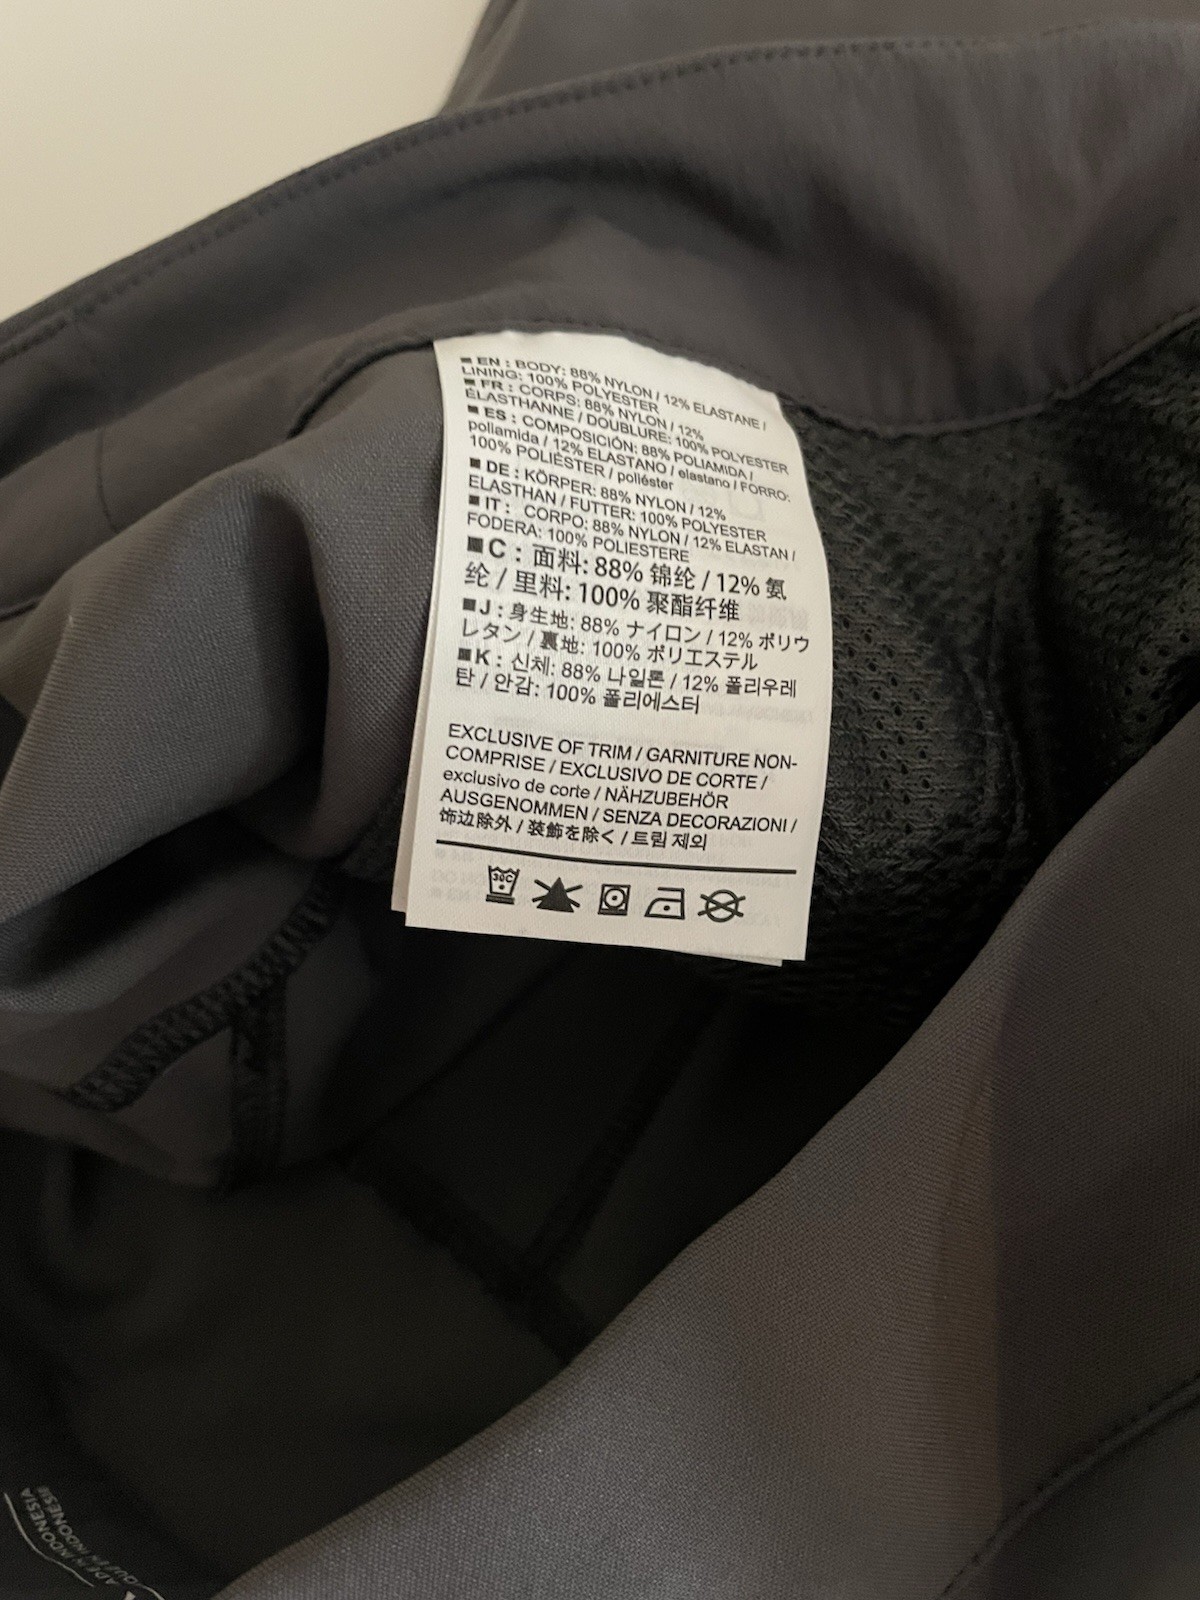 ■ EN : BODY: 88% NYLON / 12% ELASTANE /
LINING: 100% POLYESTER
■ FR : CORPS: 88% NYLON / 12%
ÉLASTHANNE / DOUBLURE: 100% POLYESTER
■ ES : COMPOSICIÓN: 88% POLIAMIDA /
poliamida / 12% ELASTANO / elastano / FORRO:
100% POLIÉSTER / poliéster
■ DE : KÖRPER: 88% NYLON / 12%
ELASTHAN / FUTTER: 100% POLYESTER
■ IT : CORPO: 88% NYLON / 12% ELASTAN /
FODERA: 100% POLIESTERE
■ C : 面料: 88% 锦纶 / 12% 氨
纶 / 里料: 100% 聚酯纤维
■ J : 身生地: 88% ナイロン / 12% ポリウ
レタン / 裏地: 100% ポリエステル
■ K : 신체: 88% 나일론 / 12% 폴리우레
탄 / 안감: 100% 폴리에스터
EXCLUSIVE OF TRIM / GARNITURE NON-
COMPRISE / EXCLUSIVO DE CORTE /
exclusivo de corte / NÄHZUBEHÖR
AUSGENOMMEN / SENZA DECORAZIONI /
饰边除外 / 装飾を除く / 트림 제외
30C
ADE IN INDONESIA
INDONÉSIE